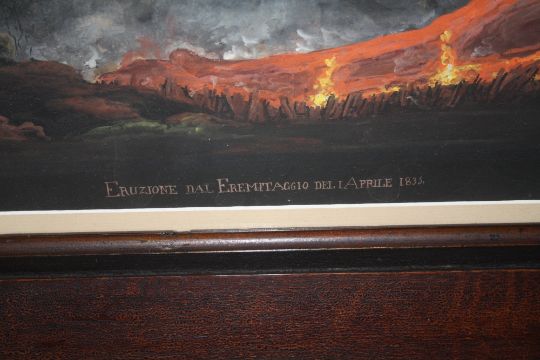 ERUZIONE DAL EREMITAGGIO DEL 1 APRILE 1835.